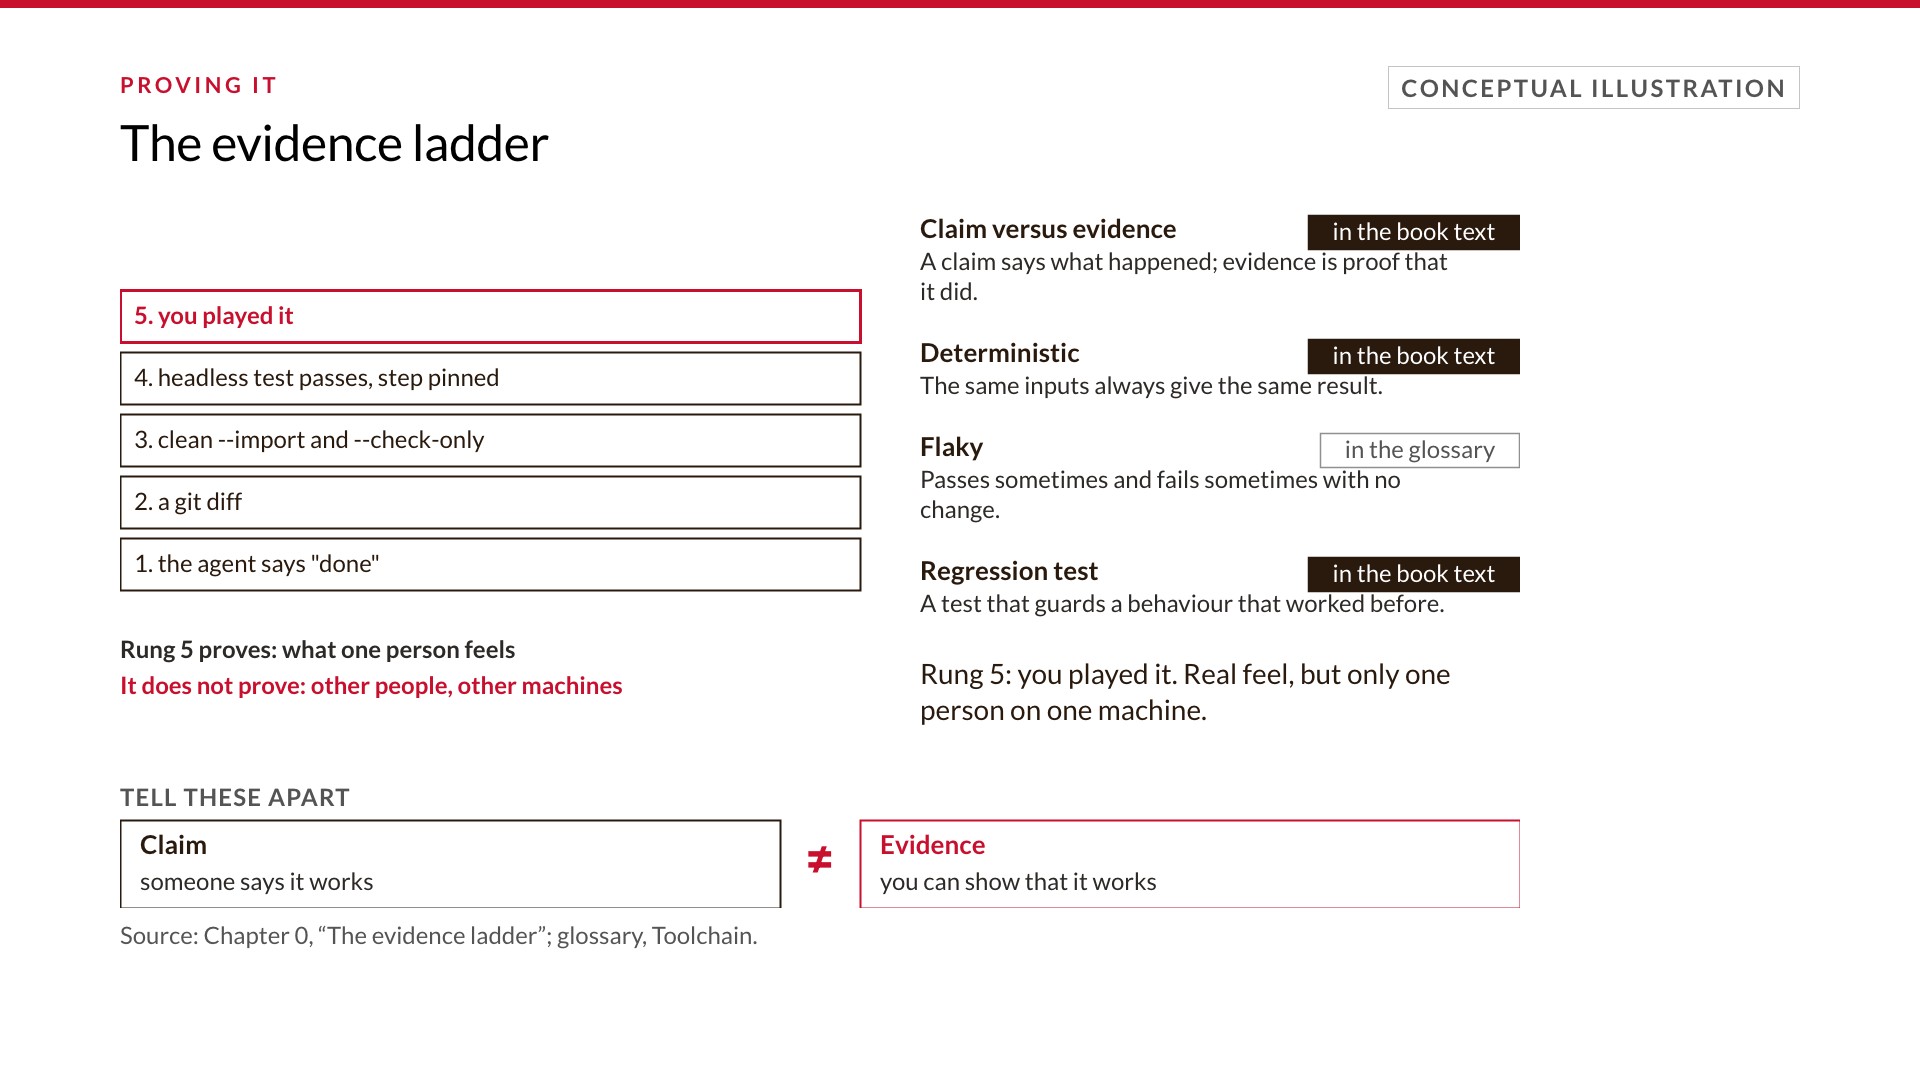 PROVING IT
CONCEPTUAL ILLUSTRATION
The evidence ladder
5. you played it
4. headless test passes, step pinned
3. clean --import and --check-only
2. a git diff
1. the agent says "done"
Rung 5 proves: what one person feels
It does not prove: other people, other machines
Claim versus evidence
in the book text
A claim says what happened; evidence is proof that
it did.
Deterministic
in the book text
The same inputs always give the same result.
Flaky
in the glossary
Passes sometimes and fails sometimes with no
change.
Regression test
in the book text
A test that guards a behaviour that worked before.
Rung 5: you played it. Real feel, but only one
person on one machine.
TELL THESE APART
Claim
someone says it works
≠
Evidence
you can show that it works
Source: Chapter 0, “The evidence ladder”; glossary, Toolchain.